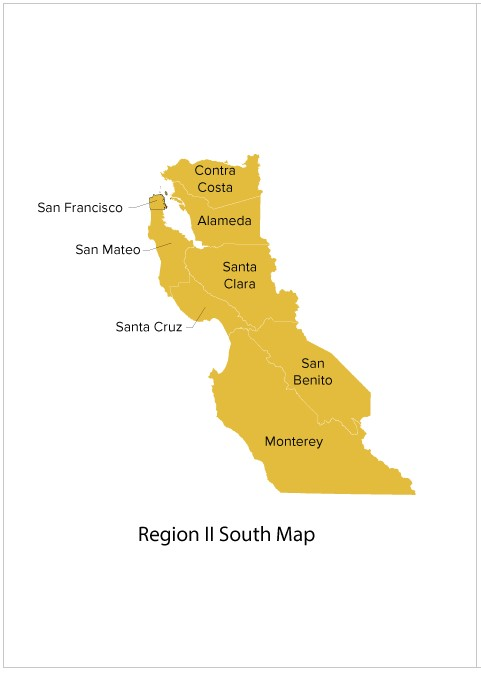 Contra
Costa
San Francisco
Alameda
San Mateo
Santa
Clara
Santa Cruz
San
Benito
Monterey
Region II South Map